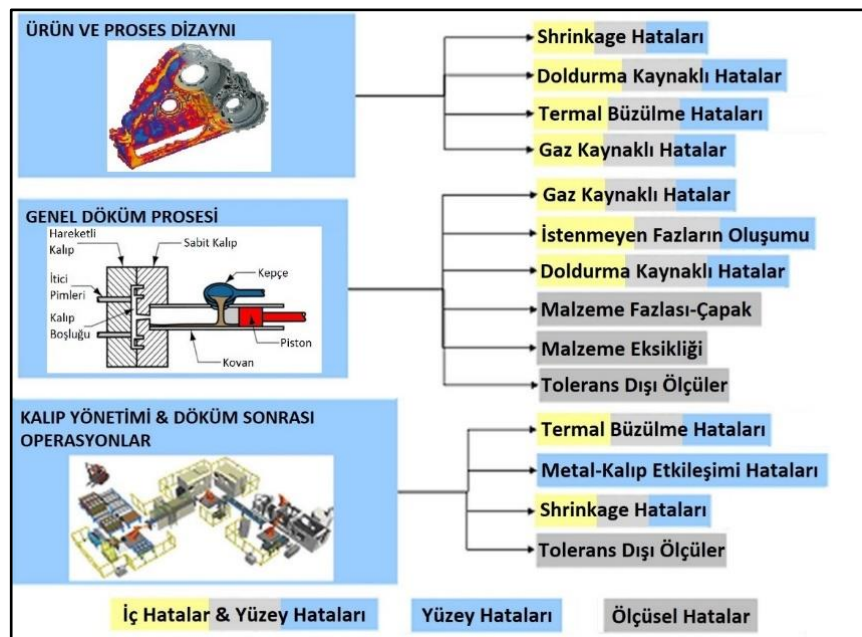 ÜRÜN VE PROSES DİZAYNI
Shrinkage Hataları
Doldurma Kaynaklı Hatalar
Termal Büzülme Hataları
Gaz Kaynaklı Hatalar
GENEL DÖKÜM PROSESİ
Hareketli
Kalıp
Sabit Kalıp
Kepçe
İtici
Pimleri
Kalıp
Boşluğu
Piston
Kovan
Gaz Kaynaklı Hatalar
İstenmeyen Fazların Oluşumu
Doldurma Kaynaklı Hatalar
Malzeme Fazlası-Çapak
Malzeme Eksikliği
Tolerans Dışı Ölçüler
KALIP YÖNETİMİ & DÖKÜM SONRASI
OPERASYONLAR
Termal Büzülme Hataları
Metal-Kalıp Etkileşimi Hataları
Shrinkage Hataları
Tolerans Dışı Ölçüler
İç Hatalar & Yüzey Hataları
Yüzey Hataları
Ölçüsel Hatalar